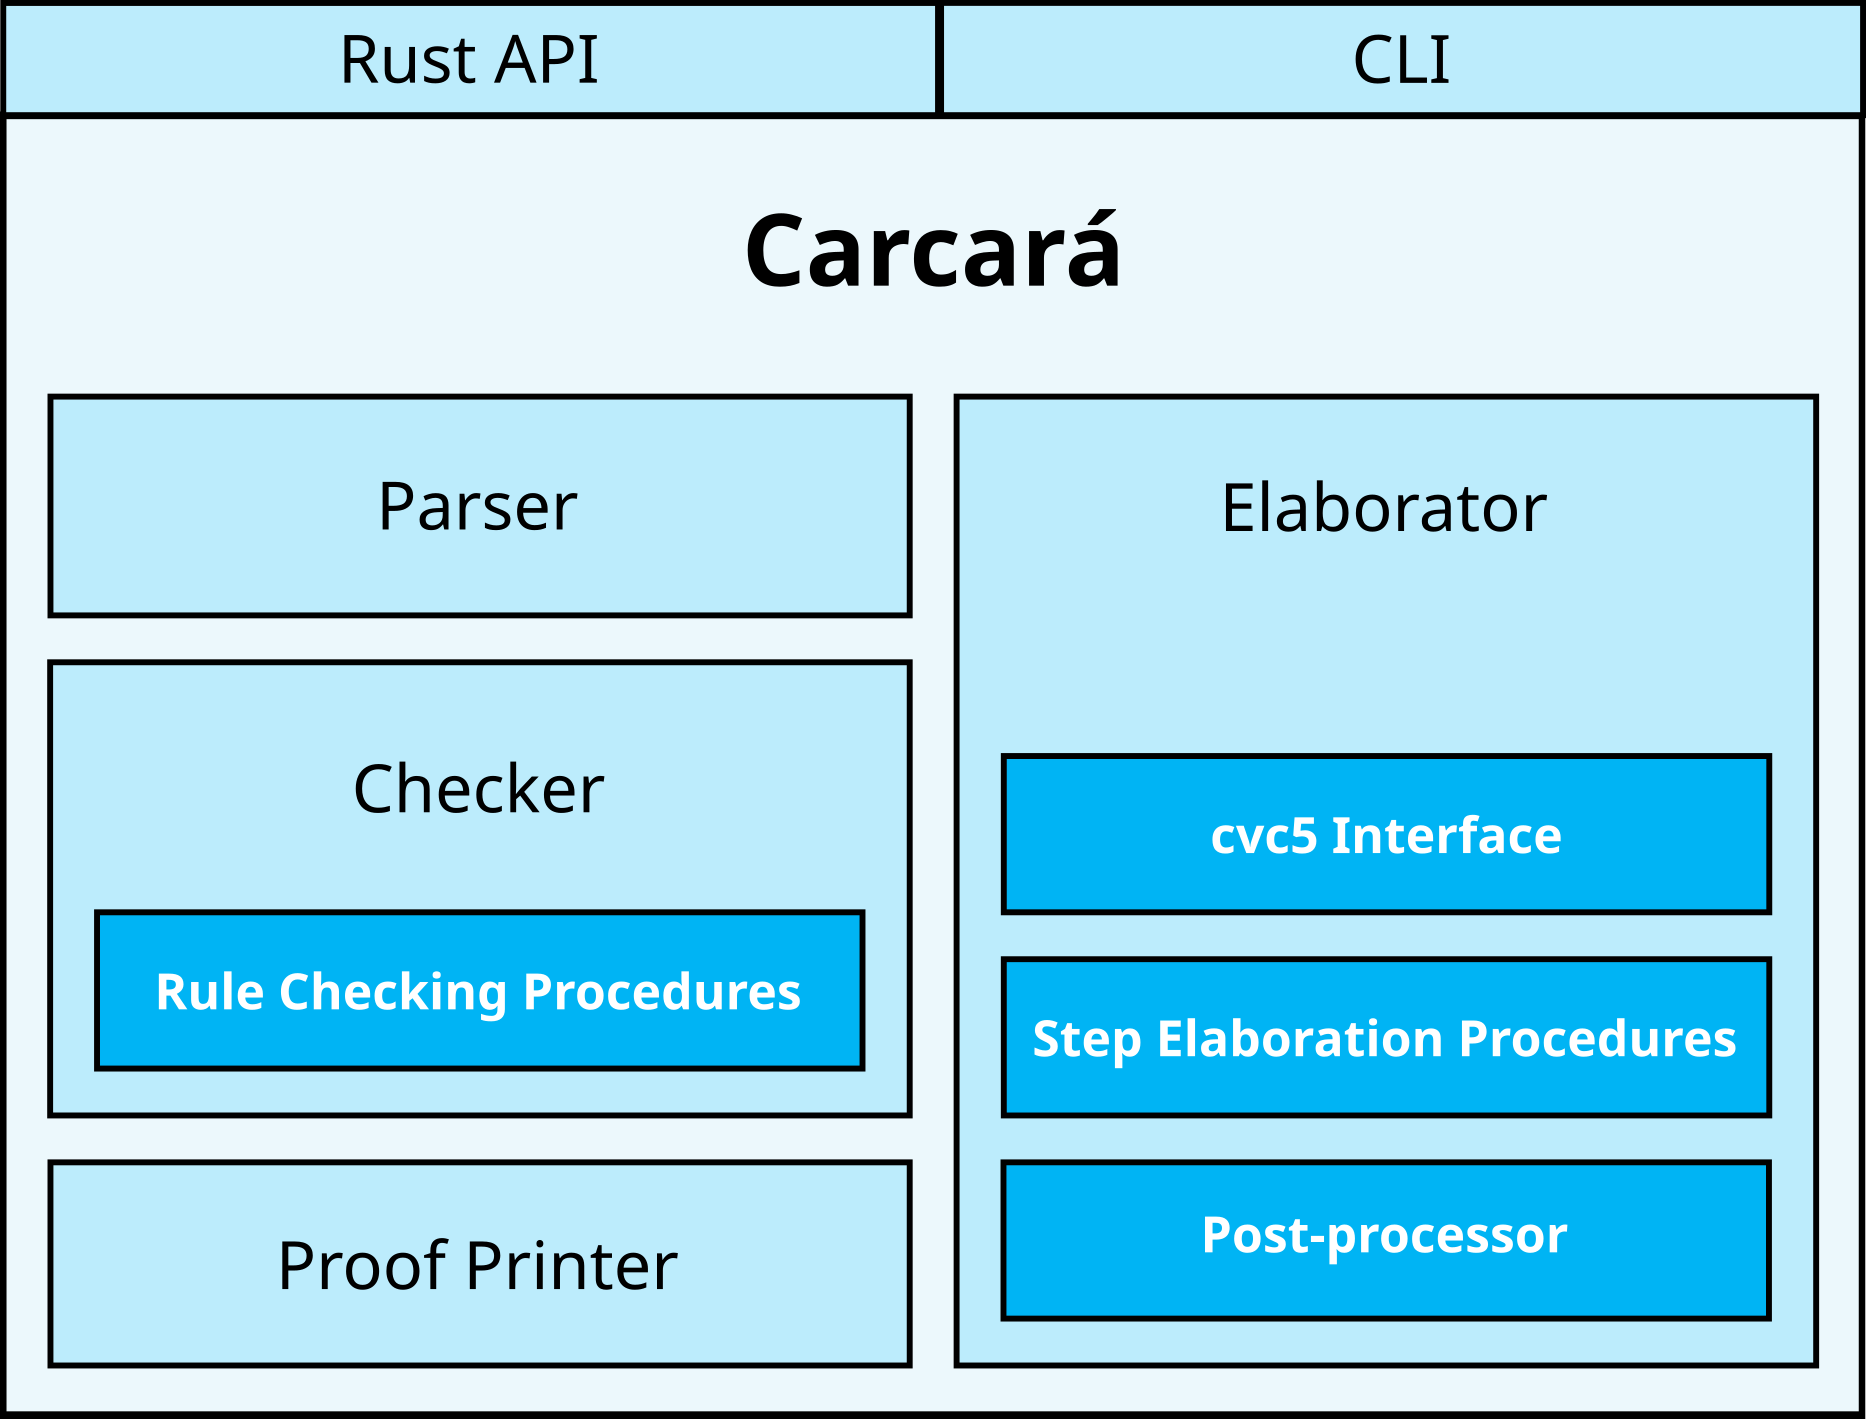 Rust API
CLI
Carcará
Parser
Checker
Rule Checking Procedures
Proof Printer
Elaborator
cvc5 Interface
Step Elaboration Procedures
Post-processor